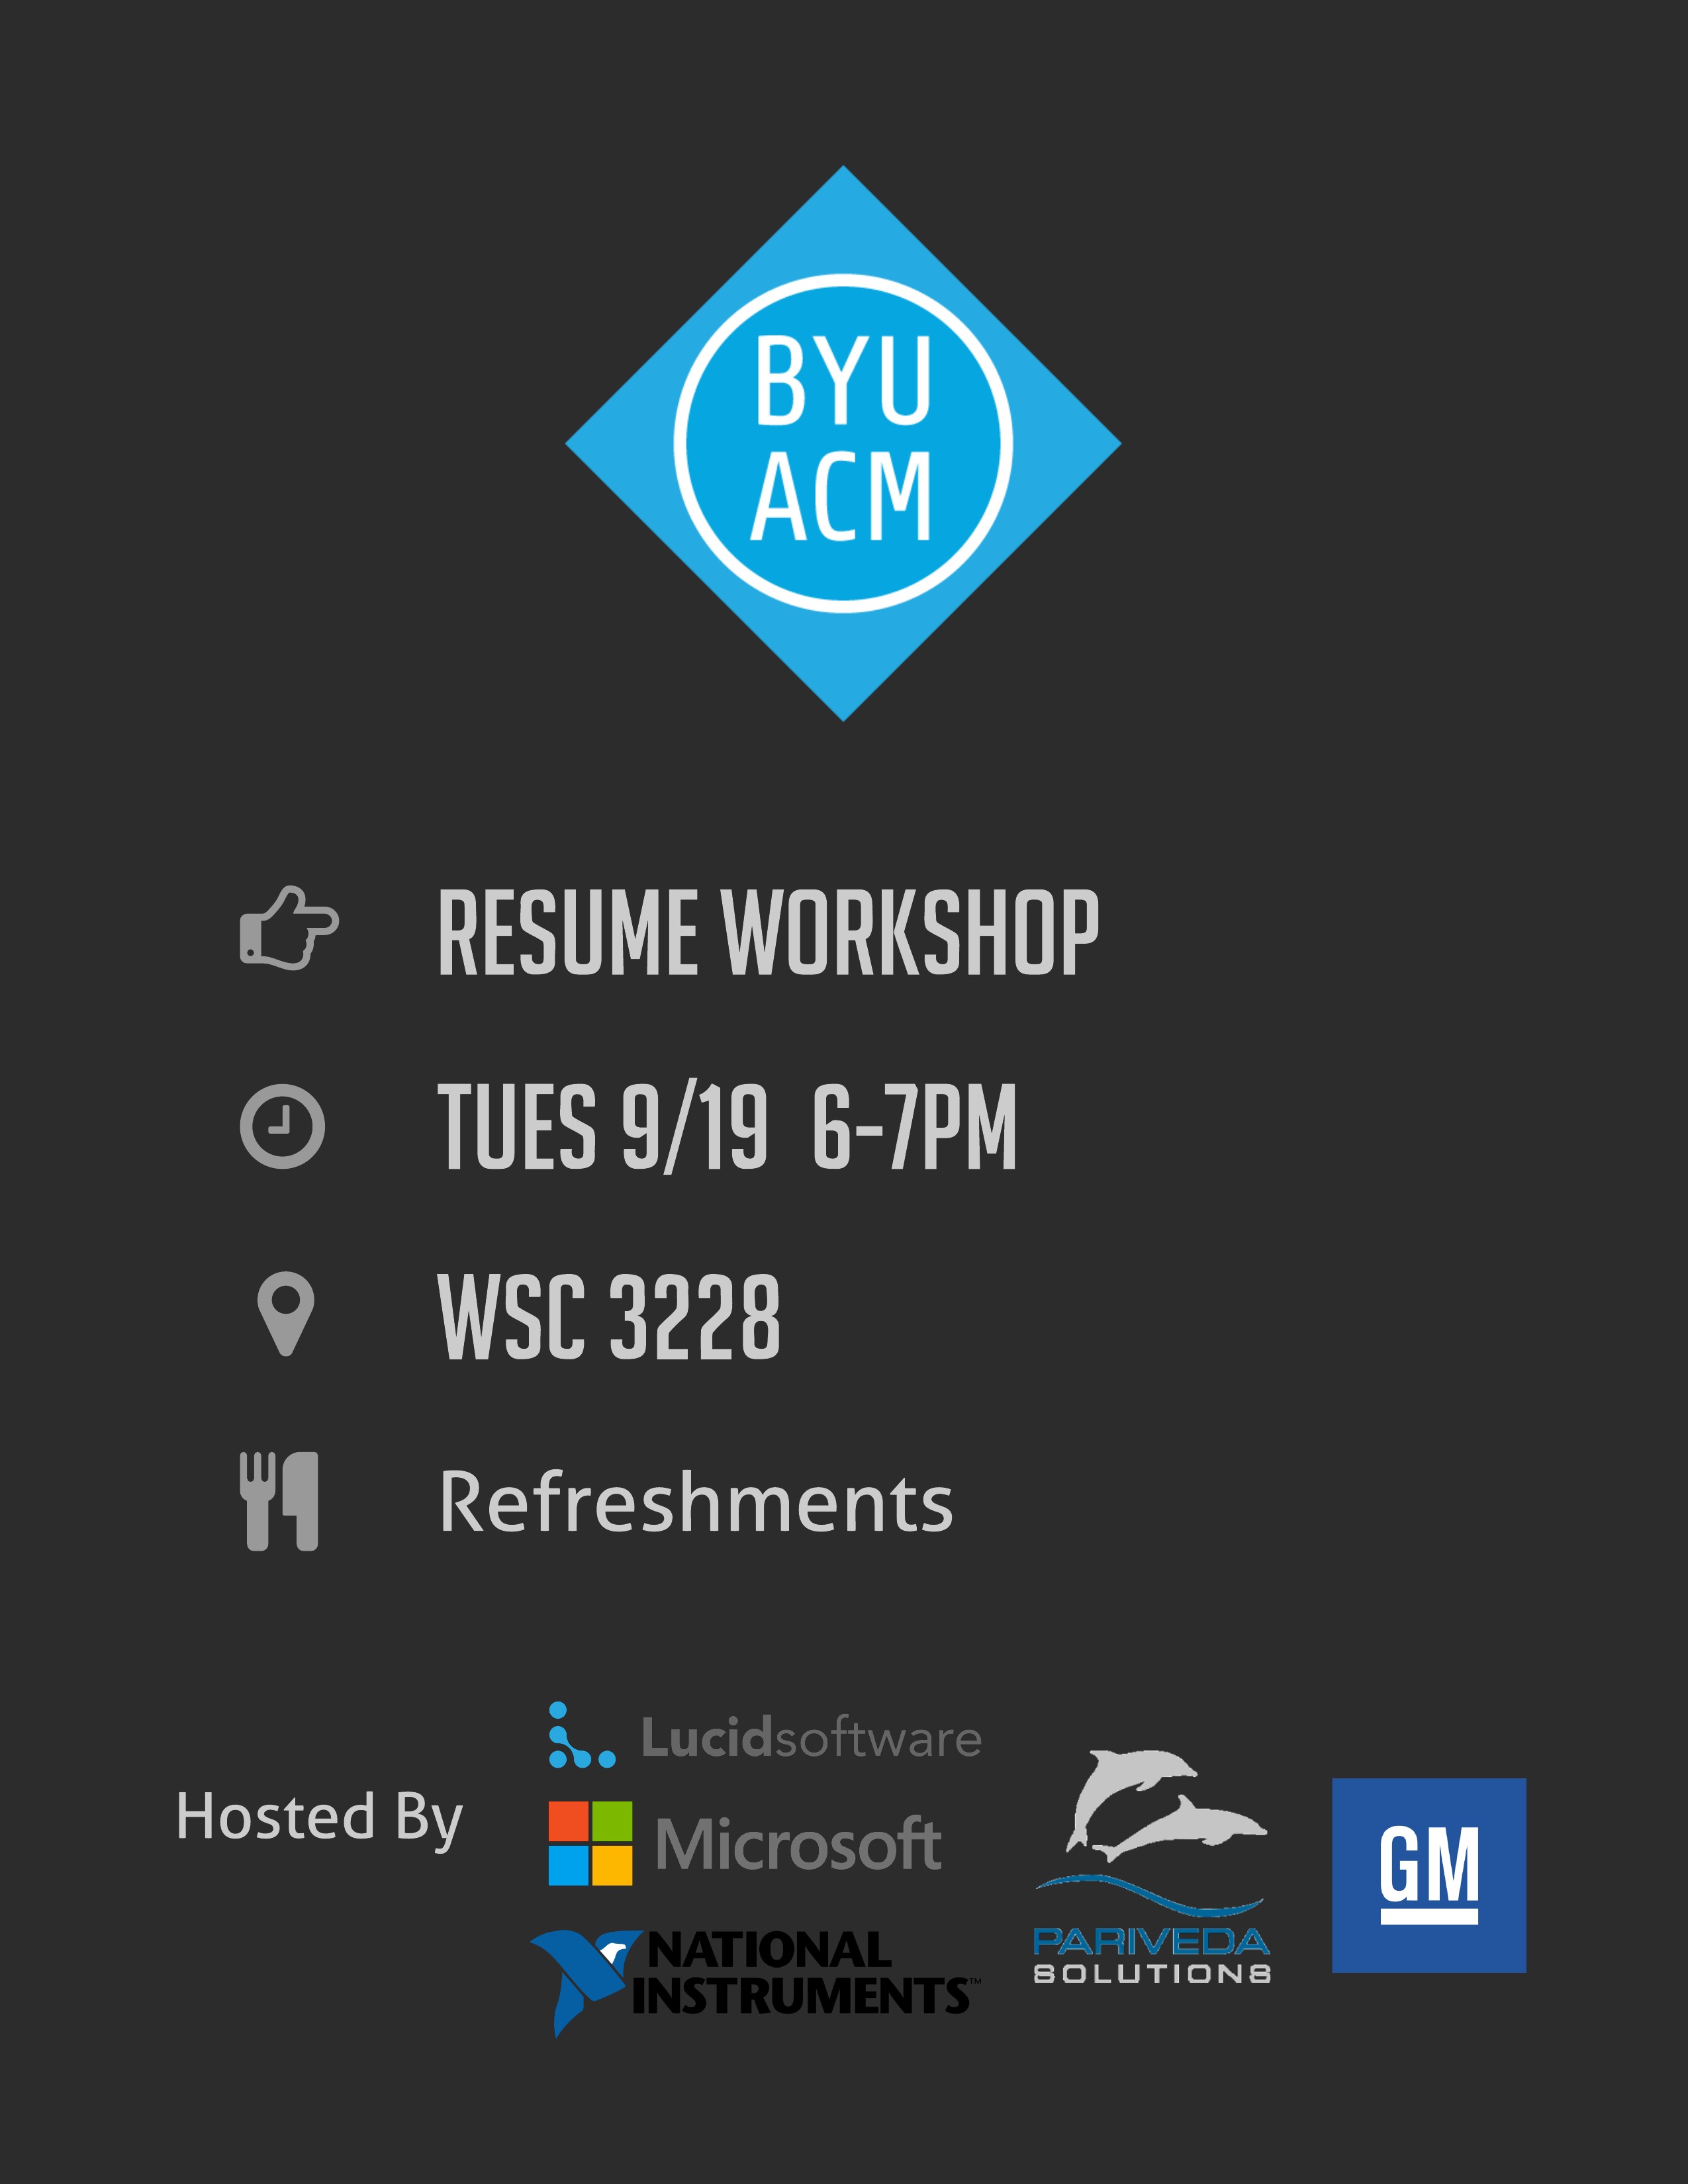 BYU
ACM
RESUME WORKSHOP
TUES 9/19 6-7PM
WSC 3228
Refreshments
Hosted By
Lucidsoftware
Microsoft
NATIONAL
INSTRUMENTS™
PARIVEDA
SOLUTIONS
GM